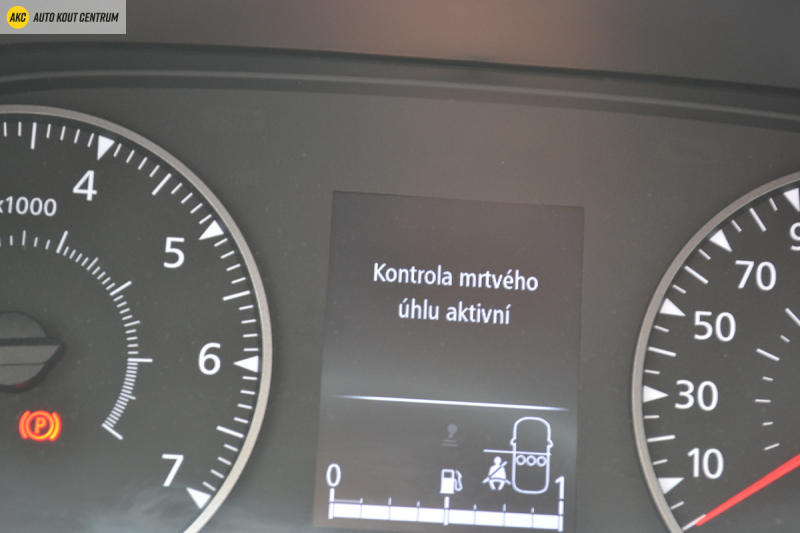 AKC AUTO KOUT CENTRUM
x1000
4
5
6
7
P
Kontrola mrtvého
úhlu aktivní
0
1
9
70
50
30
10